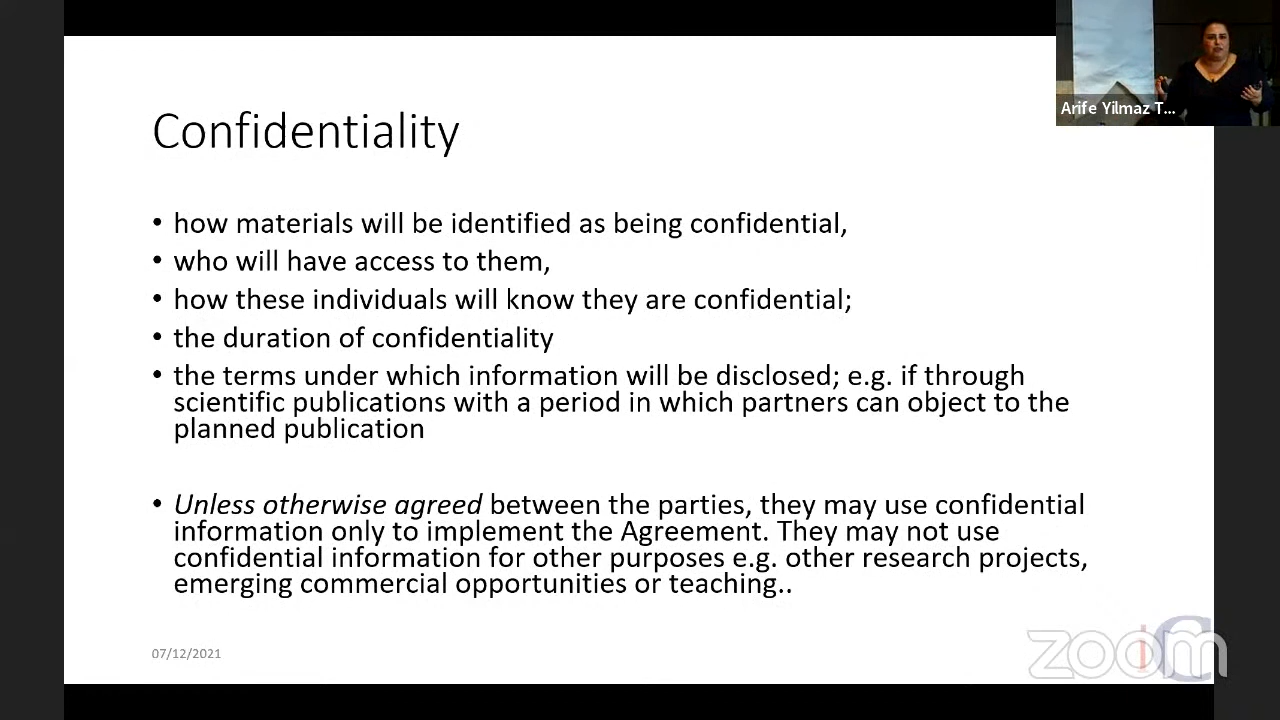 Arife Yilmaz T...
Confidentiality
• how materials will be identified as being confidential,
• who will have access to them,
• how these individuals will know they are confidential;
• the duration of confidentiality
• the terms under which information will be disclosed; e.g. if through
scientific publications with a period in which partners can object to the
planned publication
• Unless otherwise agreed between the parties, they may use confidential
information only to implement the Agreement. They may not use
confidential information for other purposes e.g. other research projects,
emerging commercial opportunities or teaching..
07/12/2021
zoom